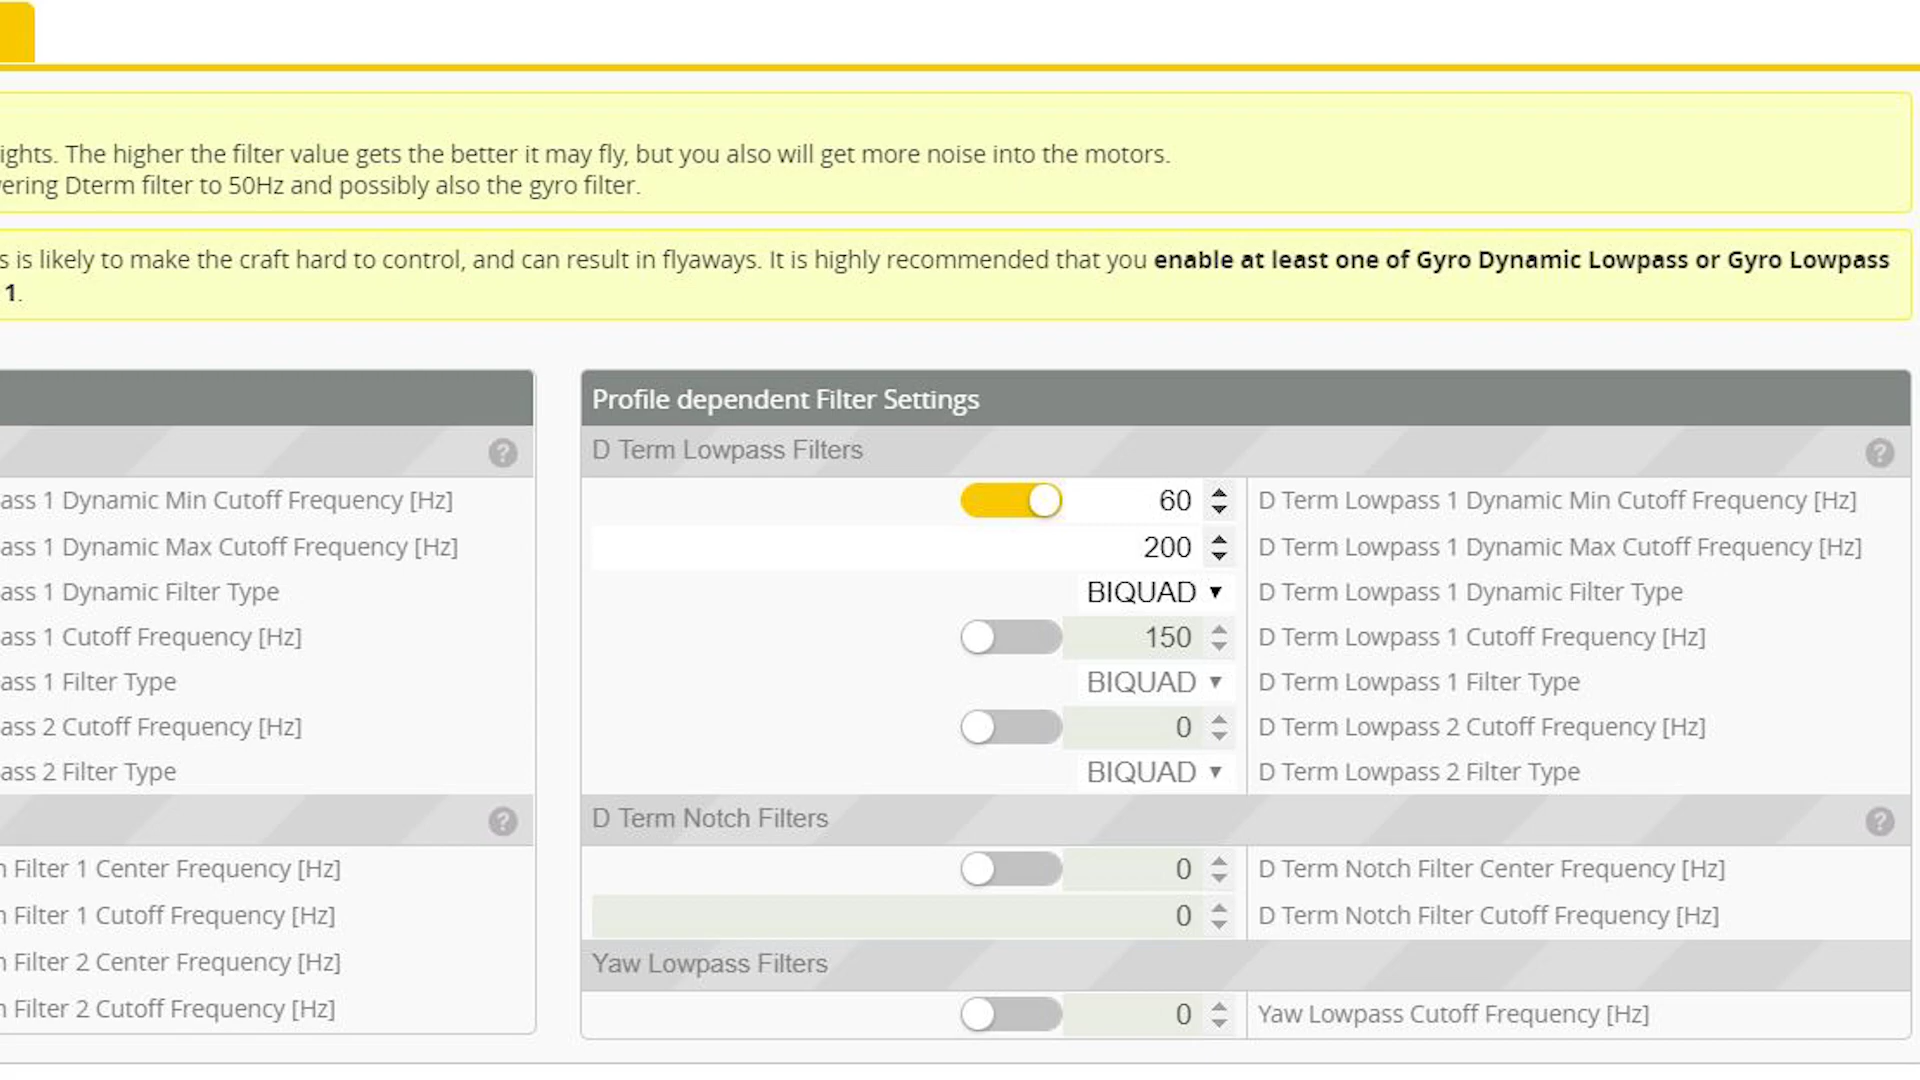 ights. The higher the filter value gets the better it may fly, but you also will get more noise into the motors.
ering Dterm filter to 50Hz and possibly also the gyro filter.
s is likely to make the craft hard to control, and can result in flyaways. It is highly recommended that you enable at least one of Gyro Dynamic Lowpass or Gyro Lowpass
1.
ass 1 Dynamic Min Cutoff Frequency [Hz]
ass 1 Dynamic Max Cutoff Frequency [Hz]
ass 1 Dynamic Filter Type
ass 1 Cutoff Frequency [Hz]
ass 1 Filter Type
ass 2 Cutoff Frequency [Hz]
ass 2 Filter Type
Filter 1 Center Frequency [Hz]
Filter 1 Cutoff Frequency [Hz]
Filter 2 Center Frequency [Hz]
Filter 2 Cutoff Frequency [Hz]
Profile dependent Filter Settings
D Term Lowpass Filters
60 D Term Lowpass 1 Dynamic Min Cutoff Frequency [Hz]
200 D Term Lowpass 1 Dynamic Max Cutoff Frequency [Hz]
BIQUAD D Term Lowpass 1 Dynamic Filter Type
150 D Term Lowpass 1 Cutoff Frequency [Hz]
BIQUAD D Term Lowpass 1 Filter Type
0 D Term Lowpass 2 Cutoff Frequency [Hz]
BIQUAD D Term Lowpass 2 Filter Type
D Term Notch Filters
0 D Term Notch Filter Center Frequency [Hz]
0 D Term Notch Filter Cutoff Frequency [Hz]
Yaw Lowpass Filters
0 Yaw Lowpass Cutoff Frequency [Hz]